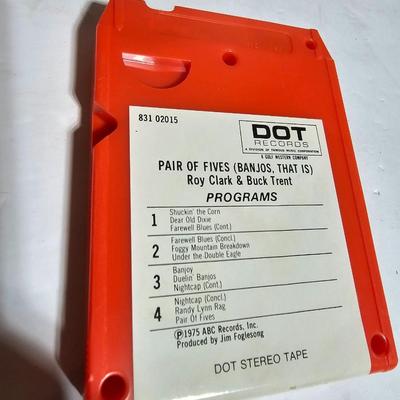 831 02015
DOT
RECORDS
A DIVISION OF FAMOUS MUSIC CORPORATION
A GULF WESTERN COMPANY
PAIR OF FIVES (BANJOS, THAT IS)
Roy Clark & Buck Trent
PROGRAMS
1
Shuckin' the Corn
Dear Old Dixie
Farewell Blues (Cont.)
2
Farewell Blues (Concl.)
Foggy Mountain Breakdown
Under the Double Eagle
3
Banjoy
Duelin' Banjos
Nightcap (Cont.)
4
Nightcap (Concl.)
Randy Lynn Rag
Pair Of Fives
Ⓟ1975 ABC Records, Inc.
Produced by Jim Foglesong
DOT STEREO TAPE